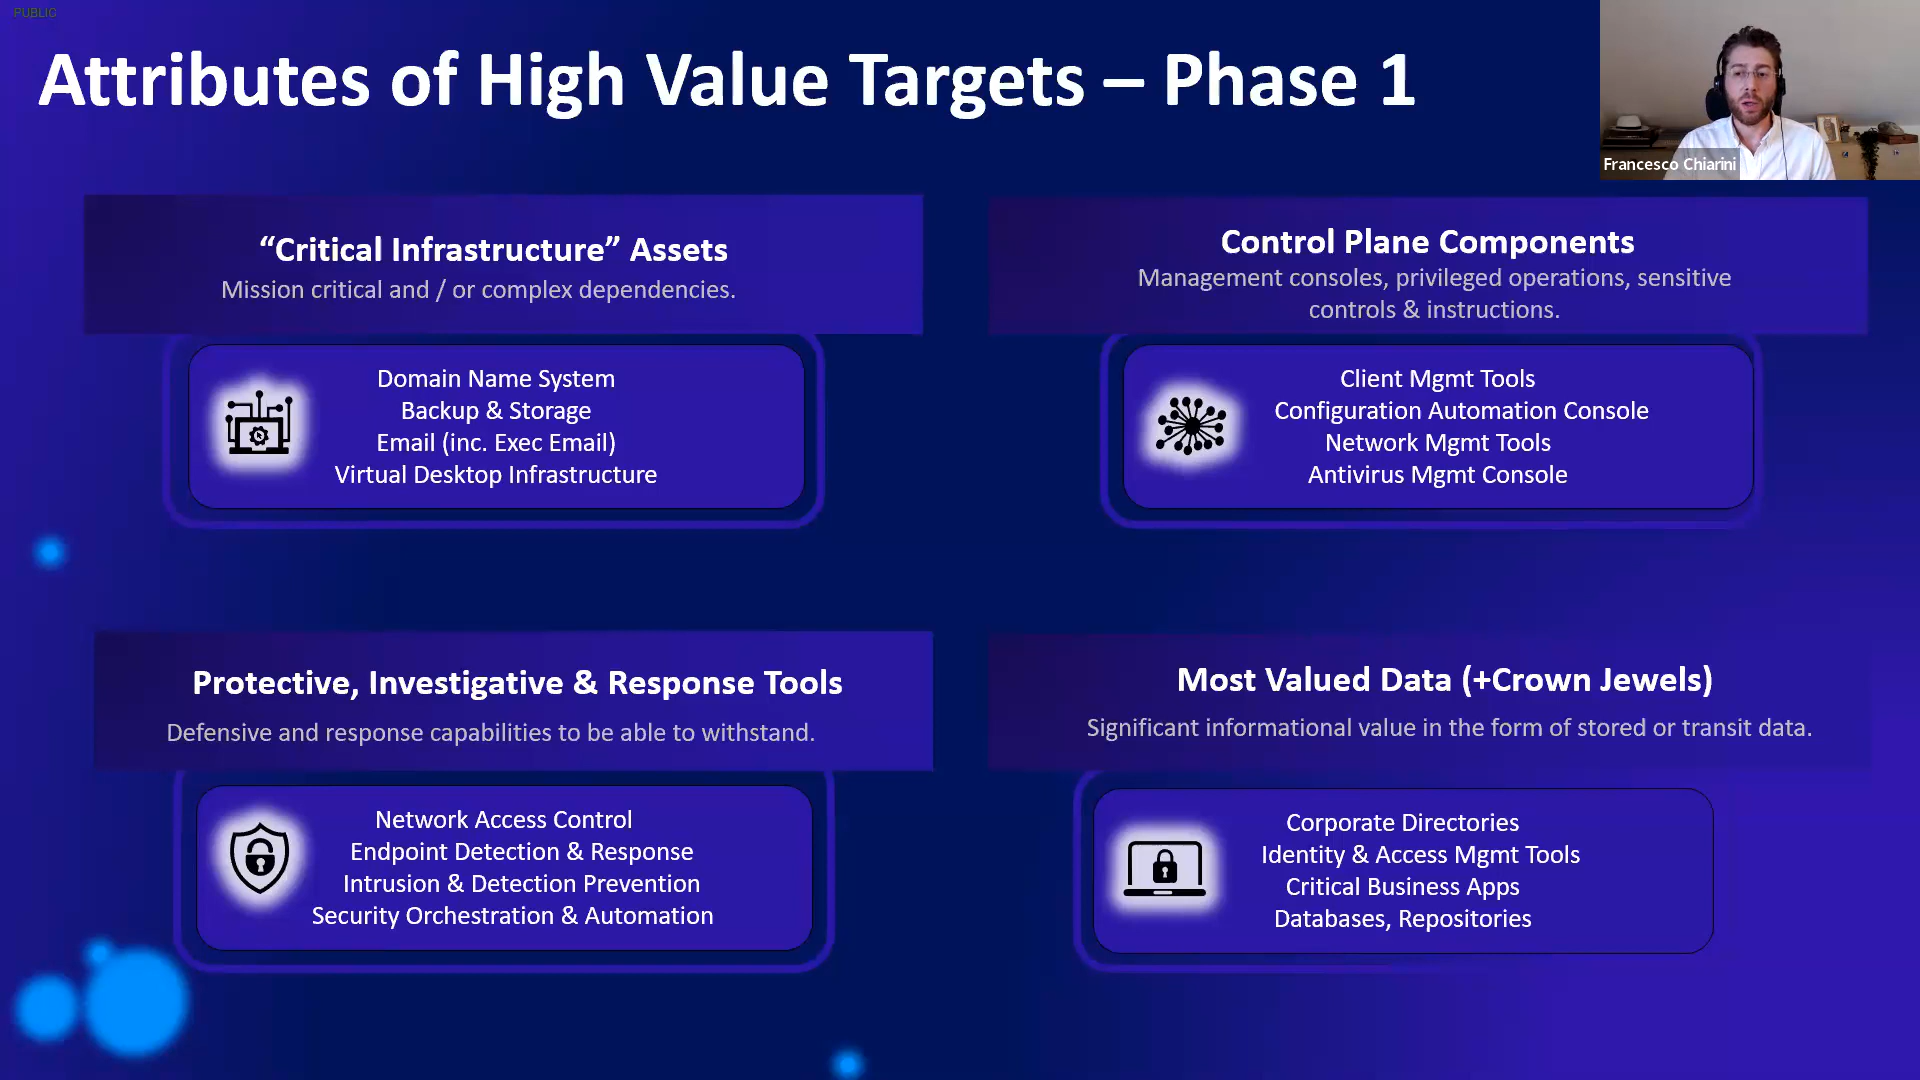 PUBLIC
Attributes of High Value Targets – Phase 1
Francesco Chiarini
“Critical Infrastructure” Assets
Mission critical and / or complex dependencies.
Domain Name System
Backup & Storage
Email (inc. Exec Email)
Virtual Desktop Infrastructure
Control Plane Components
Management consoles, privileged operations, sensitive
controls & instructions.
Client Mgmt Tools
Configuration Automation Console
Network Mgmt Tools
Antivirus Mgmt Console
Protective, Investigative & Response Tools
Defensive and response capabilities to be able to withstand.
Network Access Control
Endpoint Detection & Response
Intrusion & Detection Prevention
Security Orchestration & Automation
Most Valued Data (+Crown Jewels)
Significant informational value in the form of stored or transit data.
Corporate Directories
Identity & Access Mgmt Tools
Critical Business Apps
Databases, Repositories